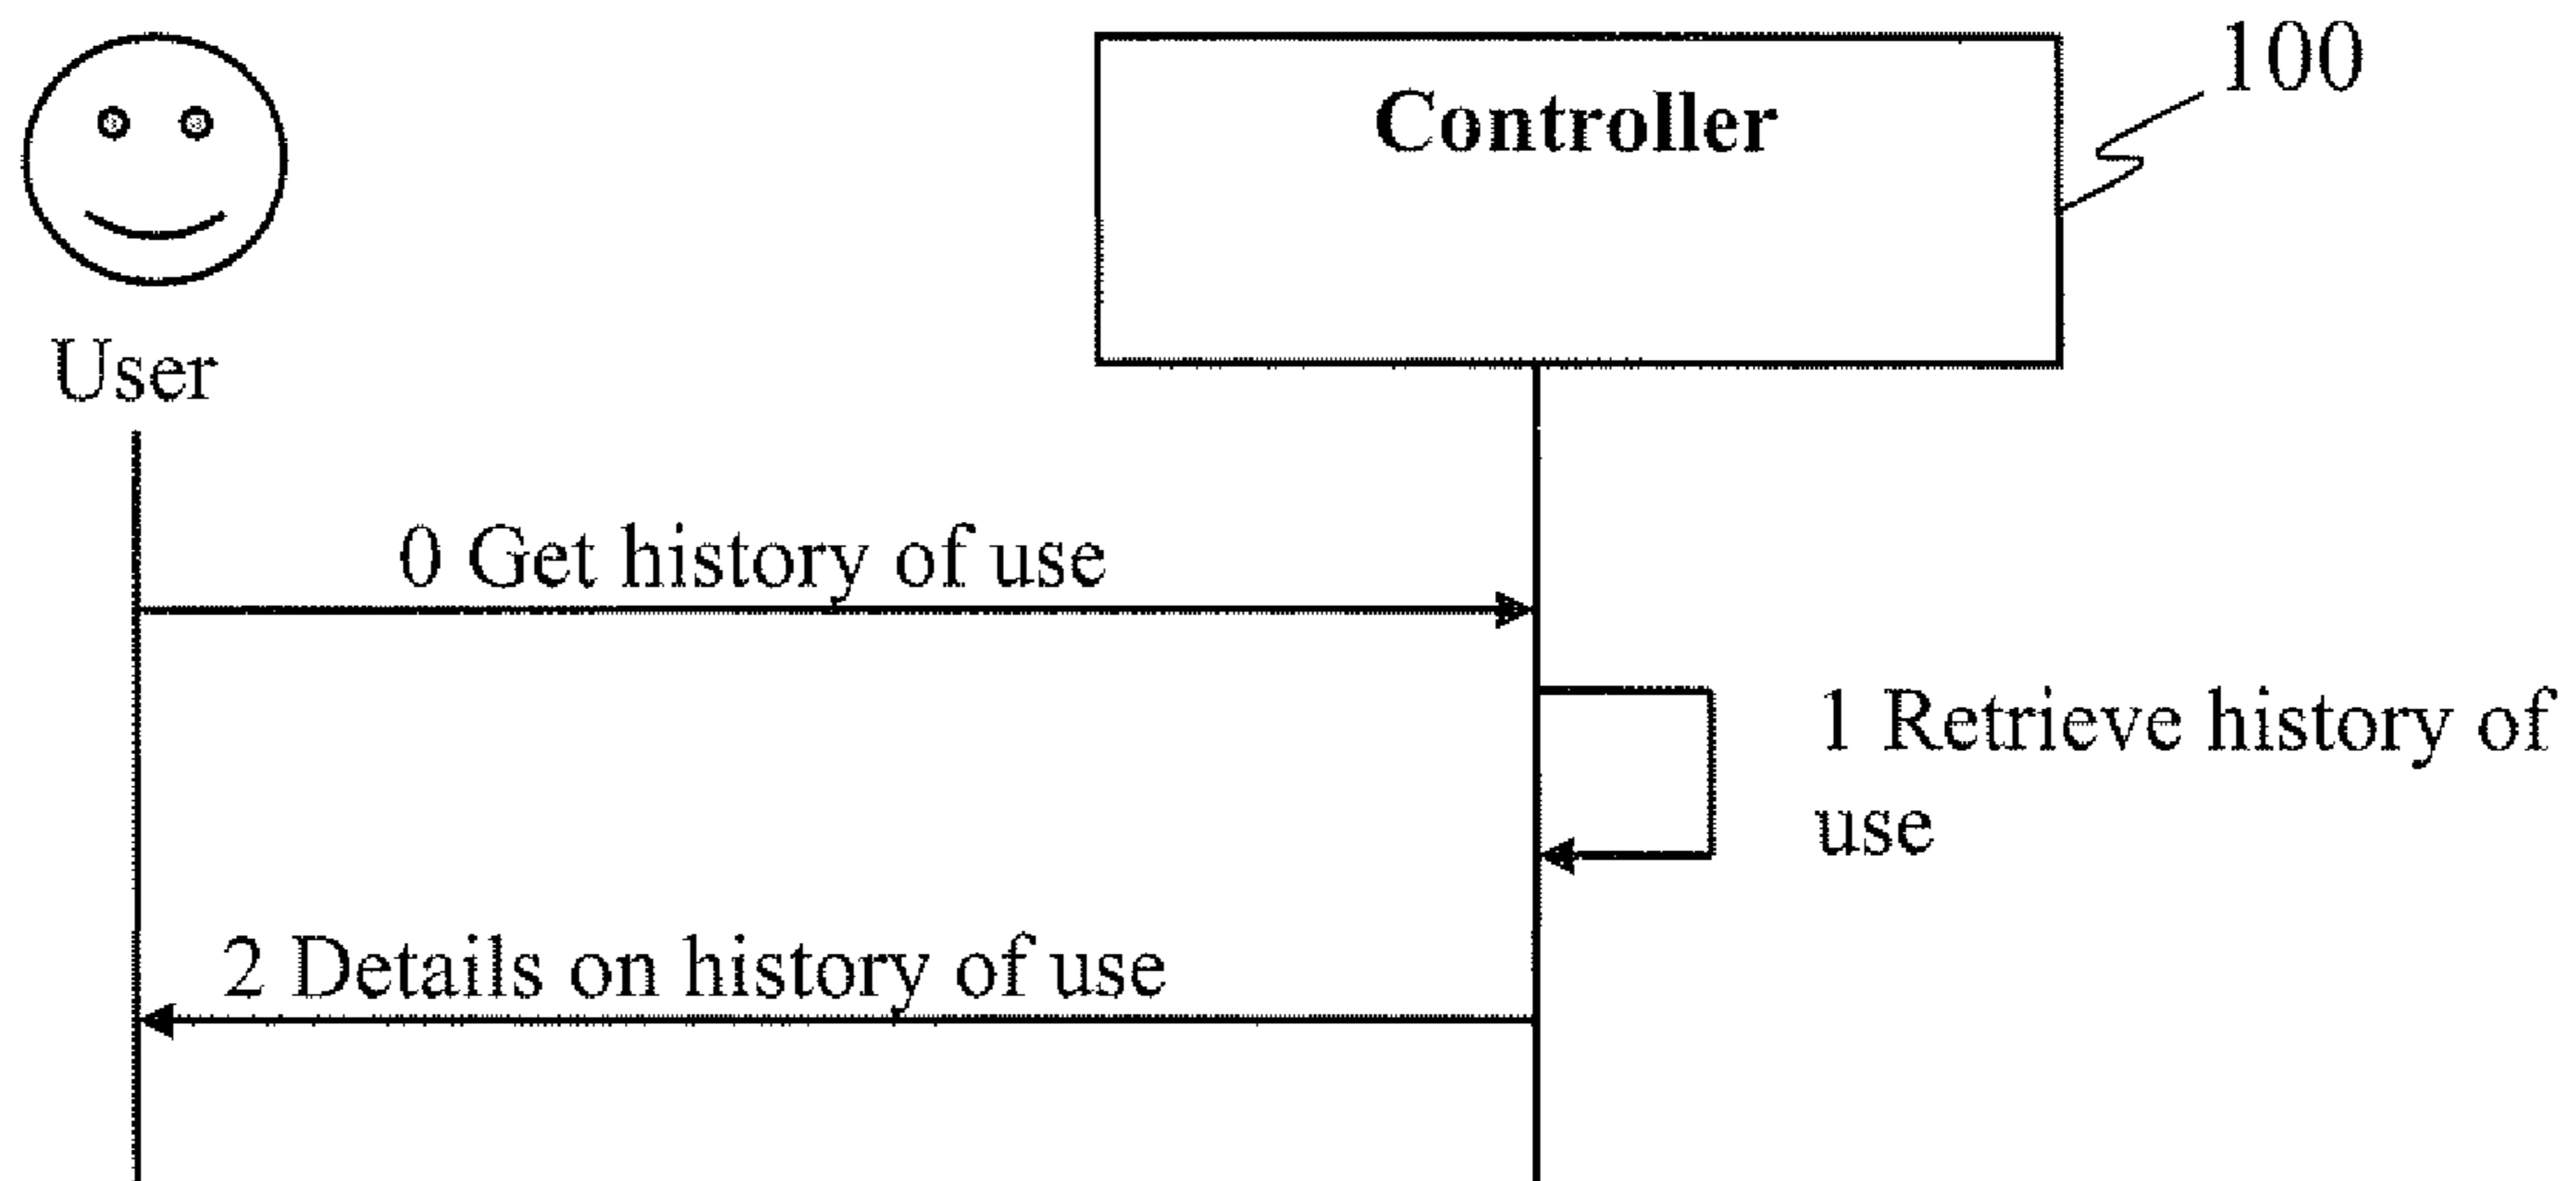 100
Controller
User
0 Get history of use
1 Retrieve history of
use
2 Details on history of use